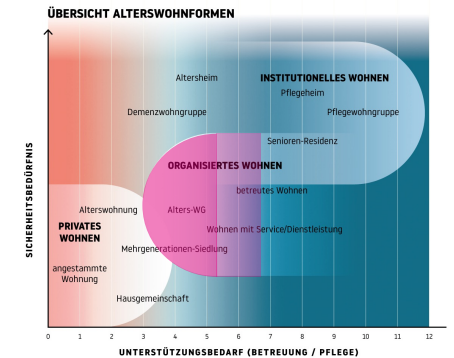 ÜBERSICHT ALTERSWOHNFORMEN
Altersheim
INSTITUTIONELLES WOHNEN
Pflegeheim
Demenzwohngruppe
Pflegewohngruppe
Senioren-Residenz
ORGANISIERTES WOHNEN
betreutes Wohnen
Alterswohnung
Alters-WG
PRIVATES
WOHNEN
Wohnen mit Service/Dienstleistung
Mehrgenerationen-Siedlung
angestammte
Wohnung
Hausgemeinschaft
SICHERHEITSBEDÜRFNIS
0 1 2 3 4 5 6 7 8 9 10 11 12
UNTERSTÜTZUNGSBEDARF (BETREUUNG / PFLEGE)